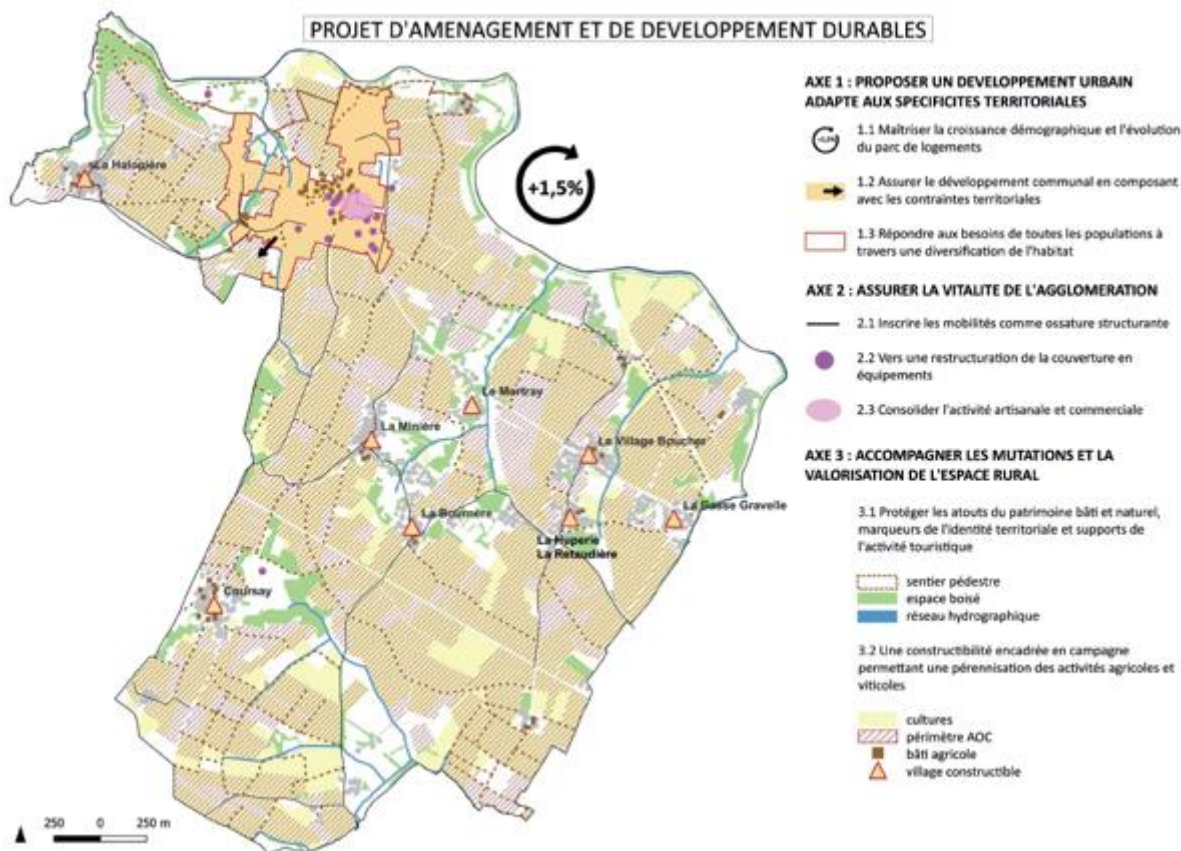 PROJET D'AMENAGEMENT ET DE DEVELOPPEMENT DURABLES
AXE 1 : PROPOSER UN DEVELOPPEMENT URBAIN
ADAPTE AUX SPECIFICITES TERRITORIALES
1.1 Maîtriser la croissance démographique et l'évolution
du parc de logements
1.2 Assurer le développement communal en composant
avec les contraintes territoriales
1.3 Répondre aux besoins de toutes les populations à
travers une diversification de l'habitat
AXE 2 : ASSURER LA VITALITE DE L'AGGLOMERATION
2.1 Inscrire les mobilités comme ossature structurante
2.2 Vers une restructuration de la couverture en
équipements
2.3 Consolider l'activité artisanale et commerciale
AXE 3 : ACCOMPAGNER LES MUTATIONS ET LA
VALORISATION DE L'ESPACE RURAL
3.1 Protéger les atouts du patrimoine bâti et naturel,
marqueurs de l'identité territoriale et supports de
l'activité touristique
sentier pédestre
espace boisé
réseau hydrographique
3.2 Une constructibilité encadrée en campagne
permettant une pérennisation des activités agricoles et
viticoles
cultures
périmètre AOC
bâti agricole
village constructible
La Halopière
+1,5%
Le Martray
La Minière
Le Village Boucher
La Bournère
La Basse Gravelle
La Huperie
La Retaudière
Coursay
250 0 250 m